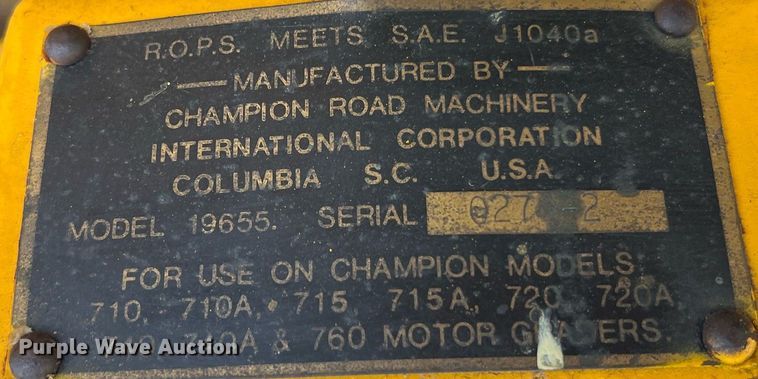 R.O.P.S. MEETS S.A.E. J1040a
MANUFACTURED BY
CHAMPION ROAD MACHINERY
INTERNATIONAL CORPORATION
COLUMBIA S.C. U.S.A.
MODEL 19655. SERIAL
FOR USE ON CHAMPION MODELS
710, 710A, 715, 715A, 720, 720A,
& 760 MOTOR GRADERS.
Purple Wave Auction